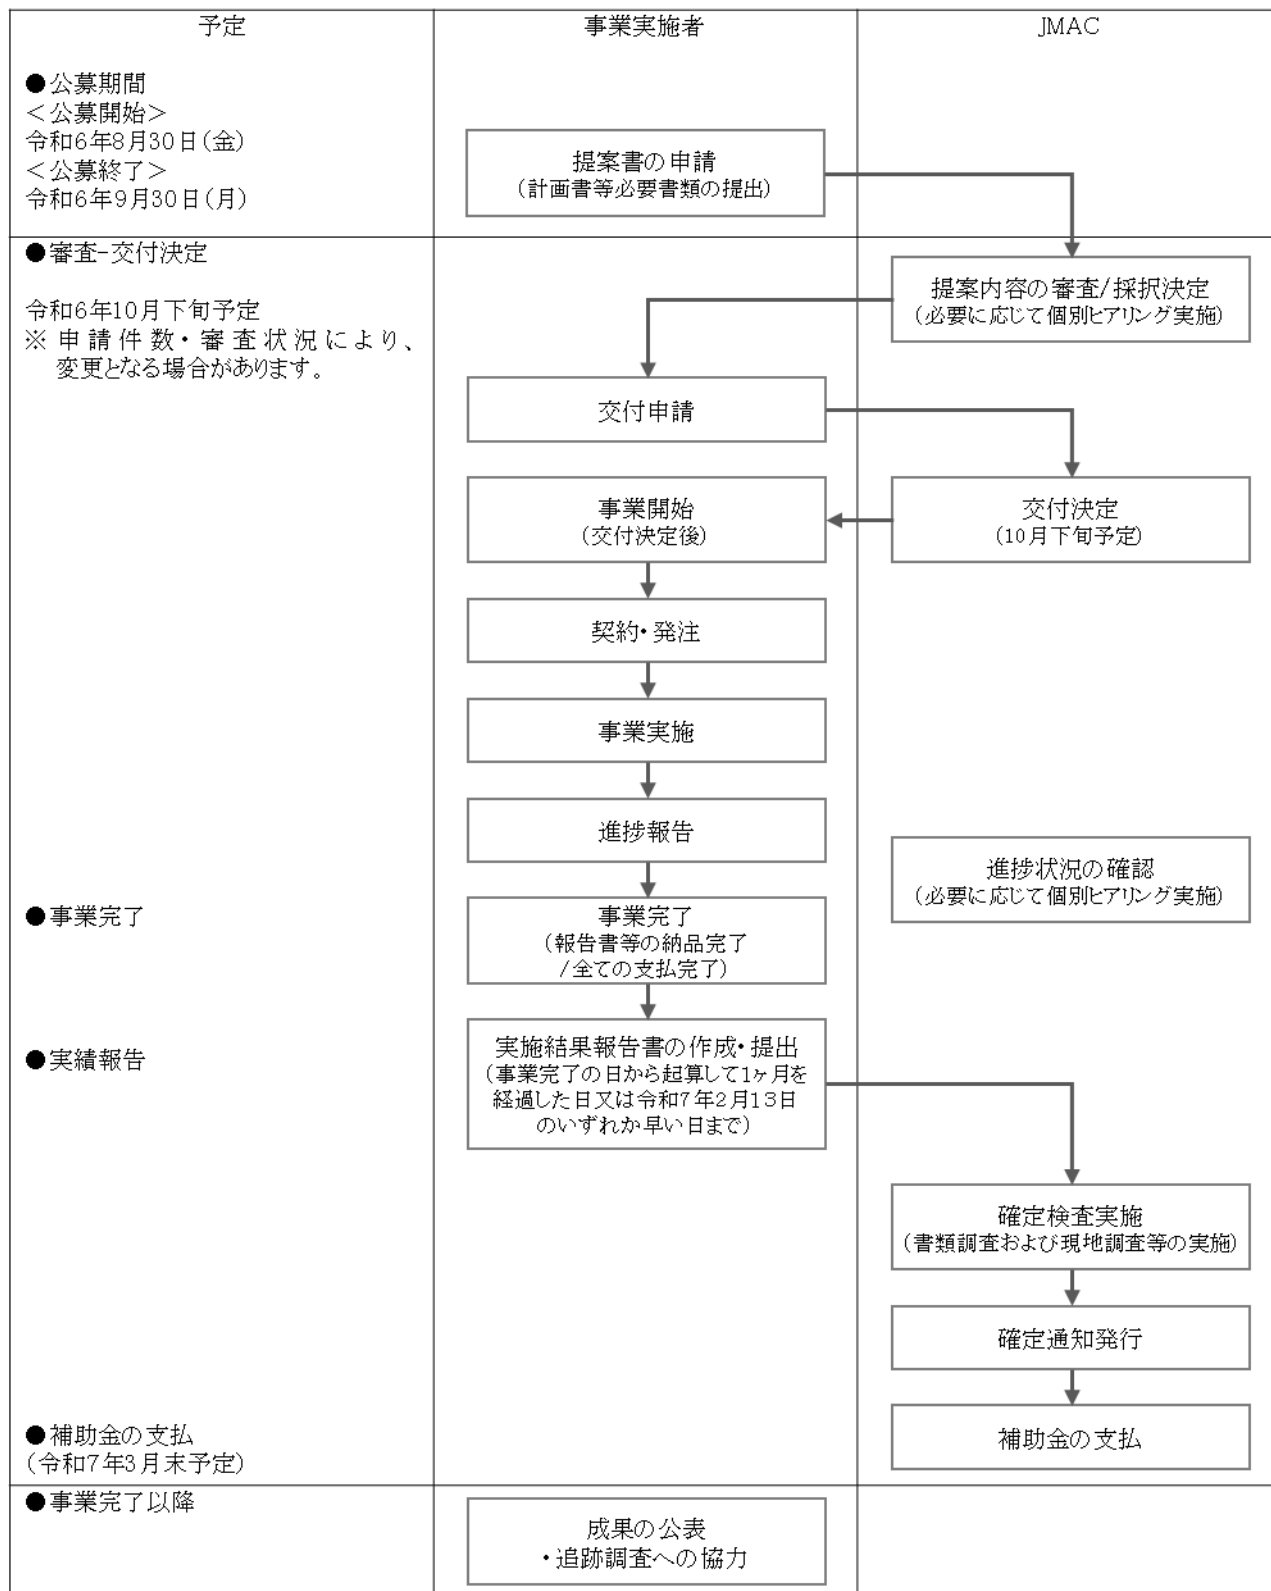 予定
事業実施者
JMAC
●公募期間
＜公募開始＞
令和6年8月30日(金)
＜公募終了＞
令和6年9月30日(月)
提案書の申請
(計画書等必要書類の提出)
●審査-交付決定
令和6年10月下旬予定
※申請件数・審査状況により、
変更となる場合があります。
提案内容の審査/採択決定
(必要に応じて個別ヒアリング実施)
交付申請
事業開始
(交付決定後)
交付決定
(10月下旬予定)
契約・発注
事業実施
進捗報告
進捗状況の確認
(必要に応じて個別ヒアリング実施)
●事業完了
事業完了
(報告書等の納品完了
/全ての支払完了)
●実績報告
実施結果報告書の作成・提出
(事業完了の日から起算して1ヶ月を
経過した日又は令和7年2月13日
のいずれか早い日まで)
確定検査実施
(書類調査および現地調査等の実施)
確定通知発行
●補助金の支払
(令和7年3月末予定)
補助金の支払
●事業完了以降
成果の公表
・追跡調査への協力